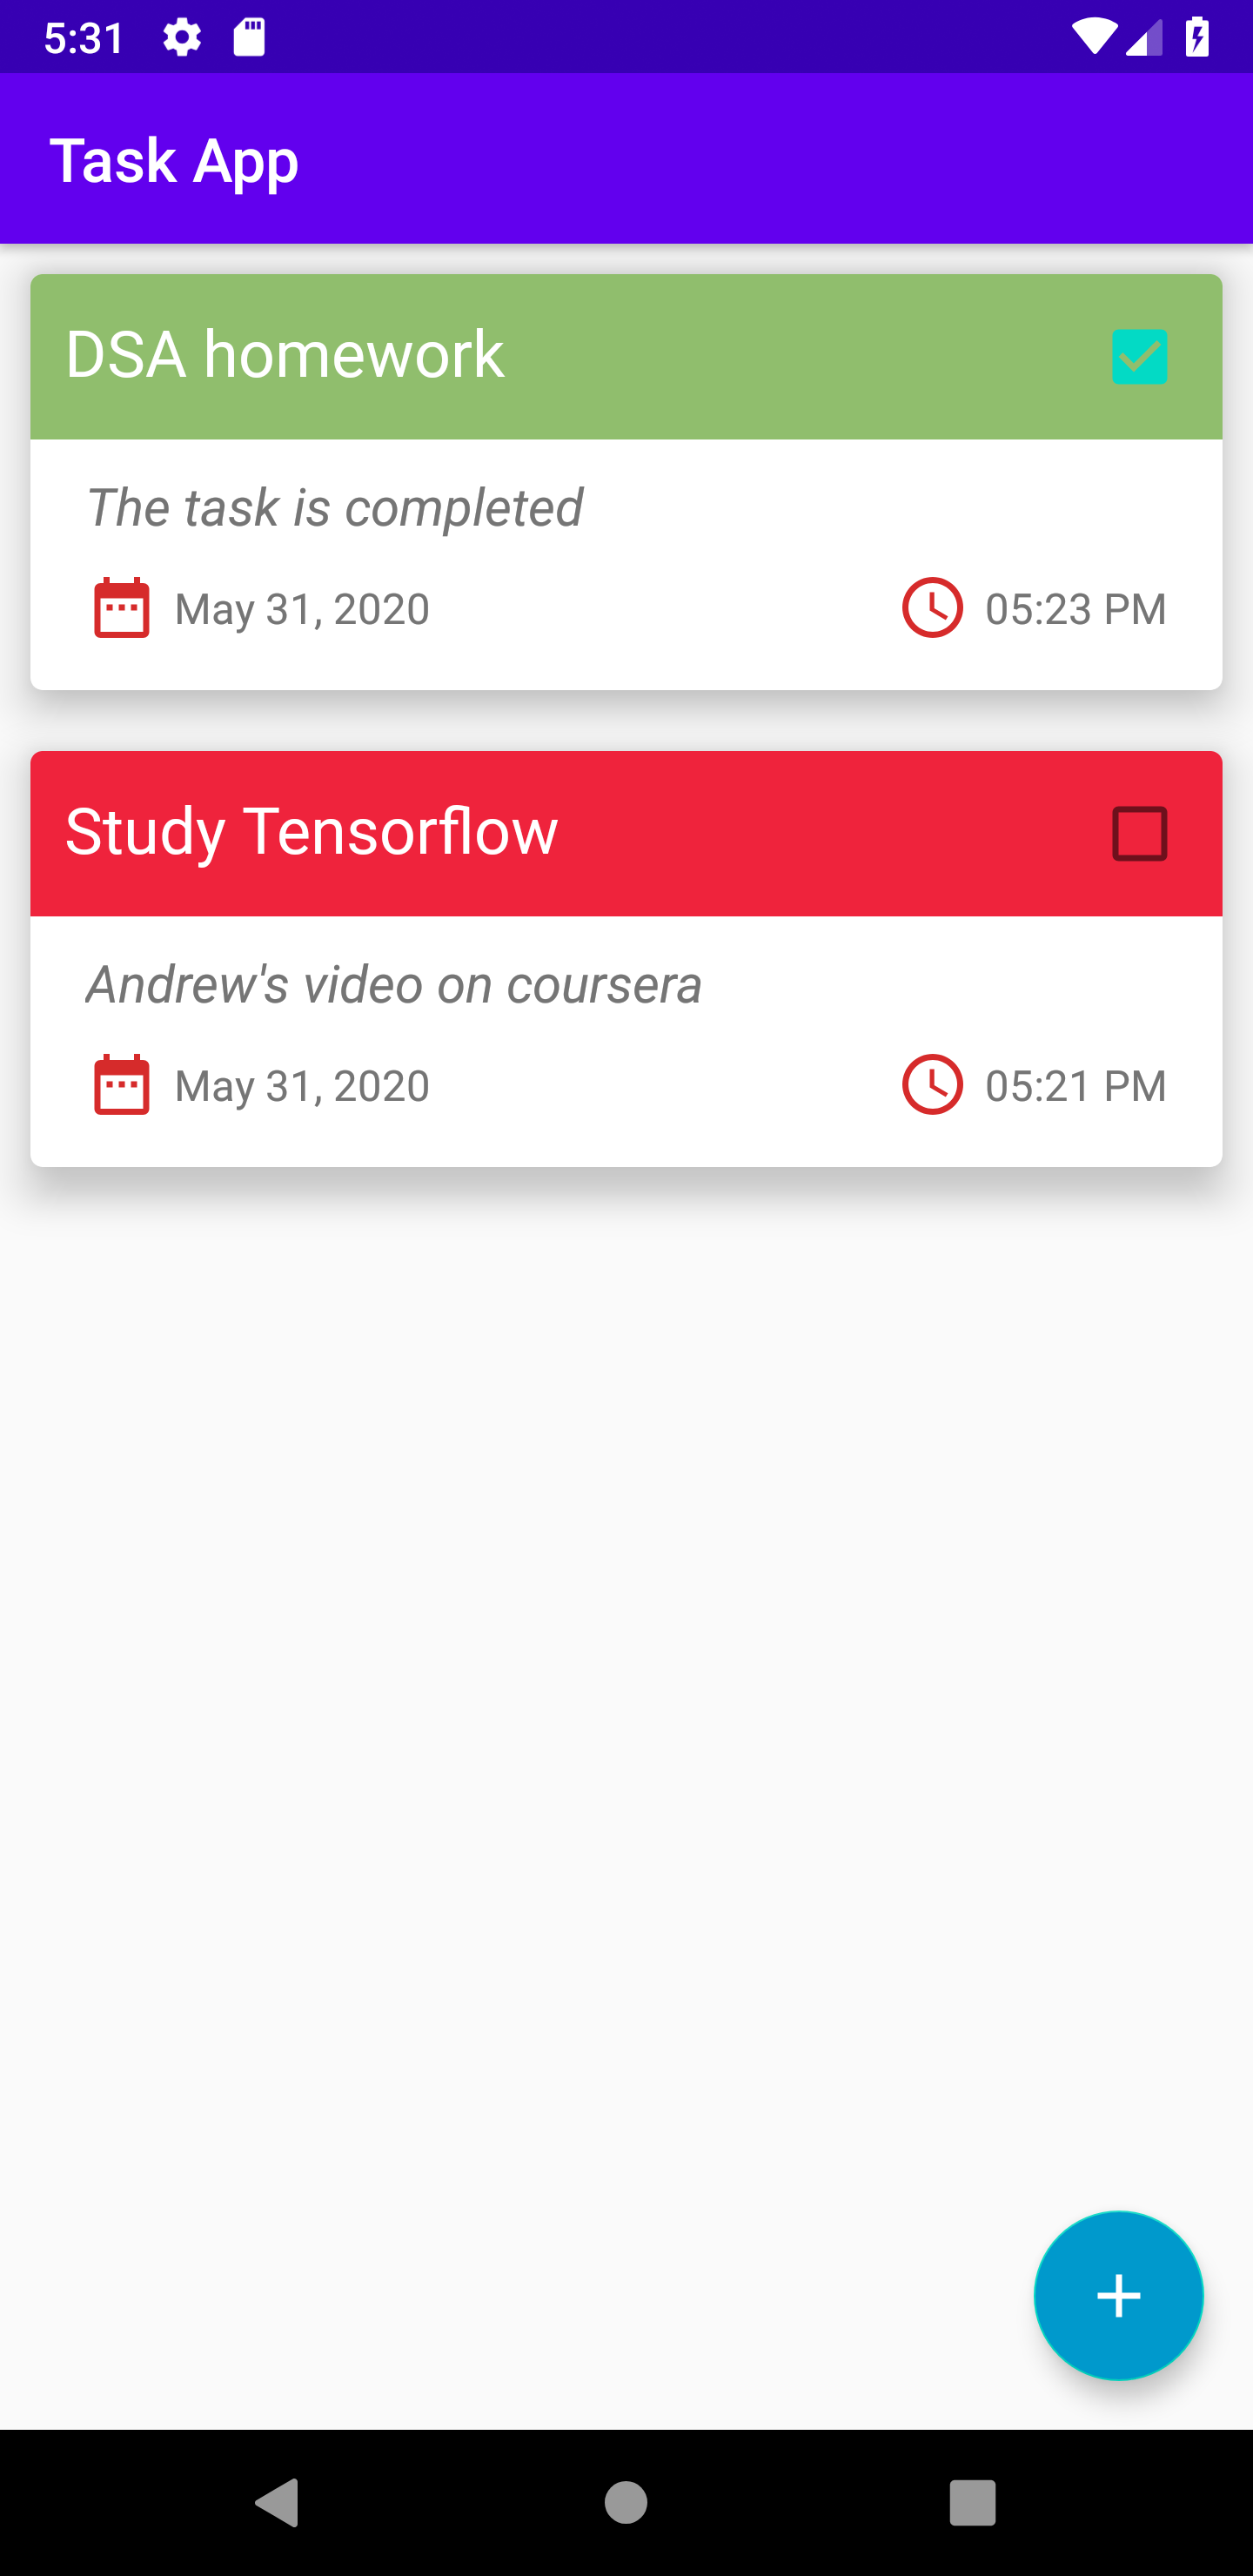 5:31
Task App
DSA homework
The task is completed
May 31, 2020
05:23 PM
Study Tensorflow
Andrew's video on coursera
May 31, 2020
05:21 PM